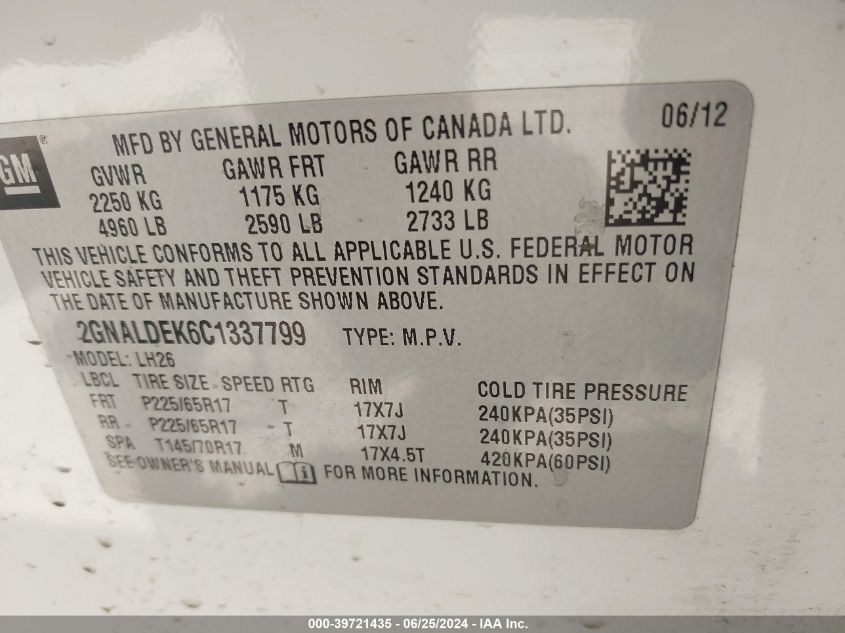 GM®
06/12
MFD BY GENERAL MOTORS OF CANADA LTD.
GVWR GAWR FRT GAWR RR
2250 KG 1175 KG 1240 KG
4960 LB 2590 LB 2733 LB
THIS VEHICLE CONFORMS TO ALL APPLICABLE U.S. FEDERAL MOTOR
VEHICLE SAFETY AND THEFT PREVENTION STANDARDS IN EFFECT ON
THE DATE OF MANUFACTURE SHOWN ABOVE.
2GNALDEK6C1337799 TYPE: M.P.V.
MODEL: LH26
LBCL TIRE SIZE SPEED RTG RIM COLD TIRE PRESSURE
FRT P225/65R17 T 17X7J 240KPA(35PSI)
RR P225/65R17 T 17X7J 240KPA(35PSI)
SPA T145/70R17 M 17X4.5T 420KPA(60PSI)
SEE OWNER'S MANUAL i FOR MORE INFORMATION.
000-39721435 - 06/25/2024 - IAA Inc.